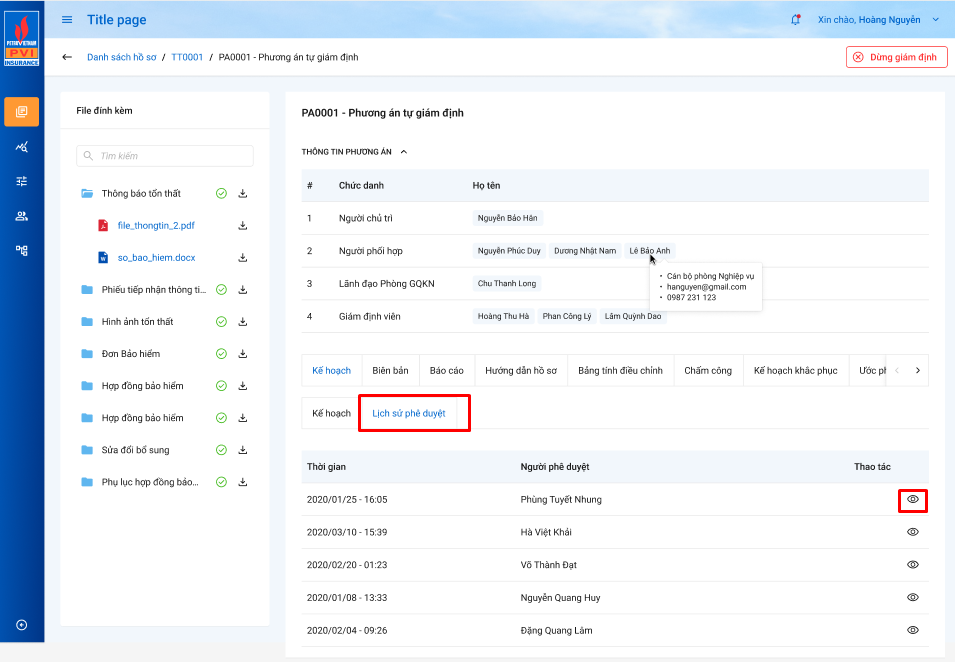 PETROVIETNAM
PVI
INSURANCE
Title page
Xin chào, Hoàng Nguyễn
Danh sách hồ sơ / TT0001 / PA0001 - Phương án tự giám định
Dừng giám định
File đính kèm
Tìm kiếm
Thông báo tổn thất
file_thongtin_2.pdf
so_bao_hiem.docx
Phiếu tiếp nhận thông ti...
Hình ảnh tổn thất
Đơn Bảo hiểm
Hợp đồng bảo hiểm
Hợp đồng bảo hiểm
Sửa đổi bổ sung
Phụ lục hợp đồng bảo...
PA0001 - Phương án tự giám định
THÔNG TIN PHƯƠNG ÁN
# Chức danh Họ tên
1 Người chủ trì Nguyễn Bảo Hân
2 Người phối hợp Nguyễn Phúc Duy Dương Nhật Nam Lê Bảo Anh
3 Lãnh đạo Phòng GQKN Chu Thanh Long
4 Giám định viên Hoàng Thu Hà Phan Công Lý Lâm Quỳnh Dao
• Cán bộ phòng Nghiệp vụ
• hanguyen@gmail.com
• 0987 231 123
Kế hoạch Biên bản Báo cáo Hướng dẫn hồ sơ Bảng tính điều chỉnh Chấm công Kế hoạch khắc phục Ước ph
Kế hoạch Lịch sử phê duyệt
Thời gian Người phê duyệt Thao tác
2020/01/25 - 16:05 Phùng Tuyết Nhung
2020/03/10 - 15:39 Hà Việt Khải
2020/02/20 - 01:23 Võ Thành Đạt
2020/01/08 - 13:33 Nguyễn Quang Huy
2020/02/04 - 09:26 Đặng Quang Lâm